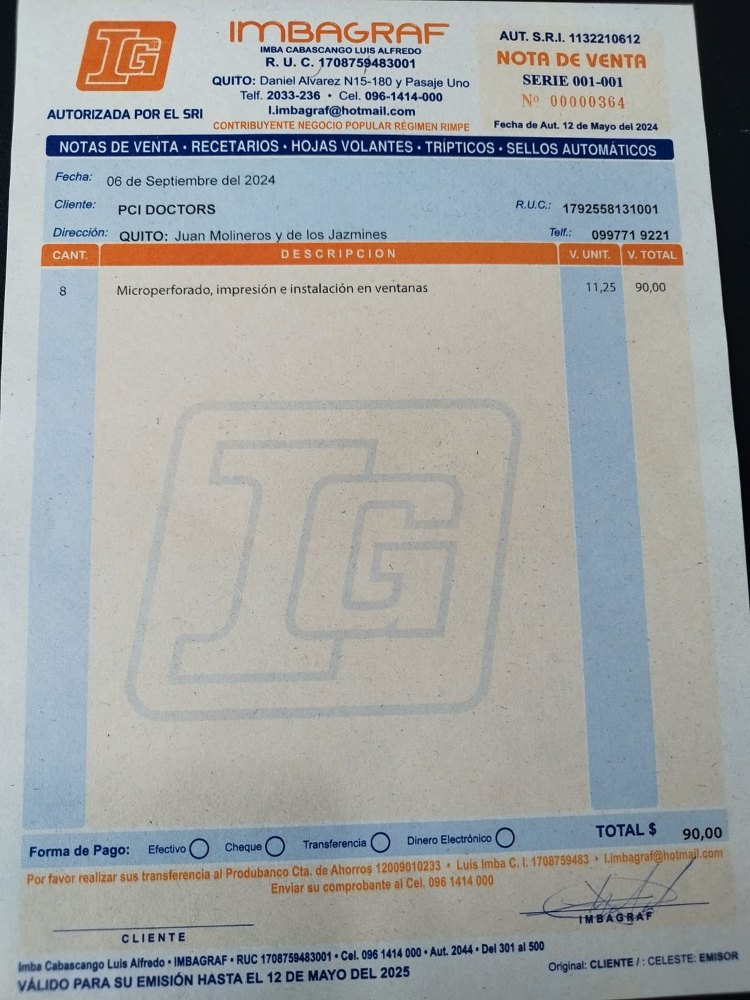 IG
IMBAGRAF
IMBA CABASCANGO LUIS ALFREDO
R. U. C. 1708759483001
QUITO: Daniel Alvarez N15-180 y Pasaje Uno
Telf. 2033-236 • Cel. 096-1414-000
l.imbagraf@hotmail.com
CONTRIBUYENTE NEGOCIO POPULAR RÉGIMEN RIMPE
AUTORIZADA POR EL SRI
AUT. S.R.I. 1132210612
NOTA DE VENTA
SERIE 001-001
Nº 00000364
Fecha de Aut. 12 de Mayo del 2024
NOTAS DE VENTA • RECETARIOS • HOJAS VOLANTES • TRÍPTICOS • SELLOS AUTOMÁTICOS
Fecha: 06 de Septiembre del 2024
Cliente: PCI DOCTORS R.U.C.: 1792558131001
Dirección: QUITO: Juan Molineros y de los Jazmines Telf.: 099771 9221
CANT. DESCRIPCION V. UNIT. V. TOTAL
8 Microperforado, impresión e instalación en ventanas 11,25 90,00
IG
Forma de Pago: Efectivo Cheque Transferencia Dinero Electrónico TOTAL $ 90,00
Por favor realizar sus transferencia al Produbanco Cta. de Ahorros 12009010233 • Luis Imba C. I. 1708759483 • l.imbagraf@hotmail.com
Enviar su comprobante al Cel. 096 1414 000
CLIENTE
IMBAGRAF
Imba Cabascango Luis Alfredo • IMBAGRAF • RUC 1708759483001 • Cel. 096 1414 000 • Aut. 2044 • Del 301 al 500
VÁLIDO PARA SU EMISIÓN HASTA EL 12 DE MAYO DEL 2025
Original: CLIENTE / : CELESTE: EMISOR